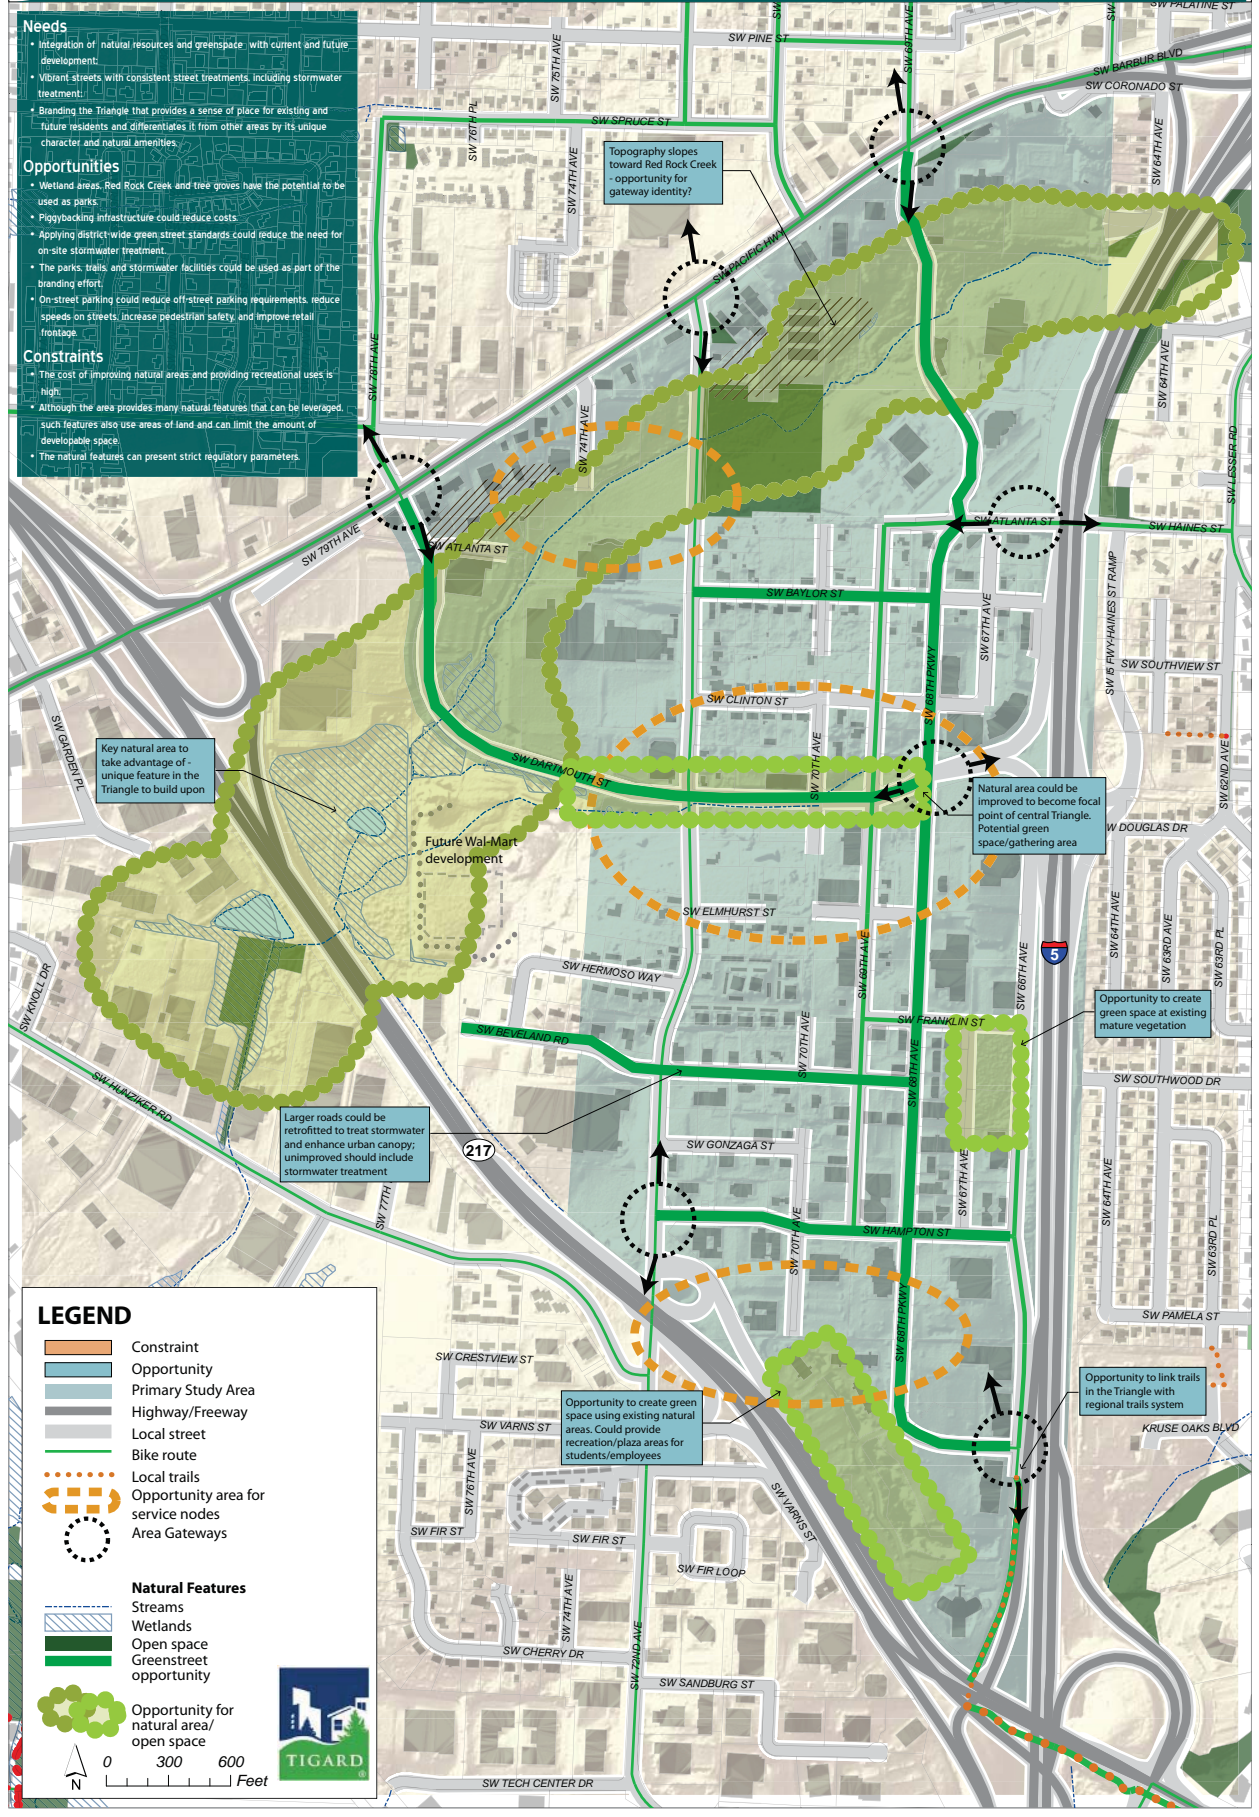 Needs
• Integration of natural resources and greenspace with current and future
development;
• Vibrant streets with consistent street treatments, including stormwater
treatment;
• Branding the Triangle that provides a sense of place for existing and
future residents and differentiates it from other areas by its unique
character and natural amenities.
Opportunities
• Wetland areas, Red Rock Creek and tree groves have the potential to be
used as parks.
• Piggybacking infrastructure could reduce costs.
• Applying district-wide green street standards could reduce the need for
on-site stormwater treatment.
• The parks, trails, and stormwater facilities could be used as part of the
branding effort.
• On-street parking could reduce off-street parking requirements, reduce
speeds on streets, increase pedestrian safety, and improve retail
frontage.
Constraints
• The cost of improving natural areas and providing recreational uses is
high.
• Although the area provides many natural features that can be leveraged,
such features also use areas of land and can limit the amount of
developable space.
• The natural features can present strict regulatory parameters.
SW PALATINE ST
SW
SW
SW PINE ST
SW 69TH AVE
SW 75TH AVE
SW BARBUR BLVD
SW CORONADO ST
SW 76TH PL
SW SPRUCE ST
SW 74TH AVE
SW 64TH AVE
Topography slopes
toward Red Rock Creek
- opportunity for
gateway identity?
SW PACIFIC HWY
SW 78TH AVE
SW 64TH AVE
SW 74TH AVE
SW LESSER RD
SW 79TH AVE
SW ATLANTA ST
SW ATLANTA ST
SW HAINES ST
SW BAYLOR ST
SW 67TH AVE
SW I5 FWY-HAINES ST RAMP
SW SOUTHVIEW ST
SW 68TH PKWY
SW CLINTON ST
SW GARDEN PL
SW 70TH AVE
SW 62ND AVE
Key natural area to
take advantage of -
unique feature in the
Triangle to build upon
SW DARTMOUTH ST
Natural area could be
improved to become focal
point of central Triangle.
Potential green
space/gathering area
W DOUGLAS DR
Future Wal-Mart
development
SW ELMHURST ST
SW 69TH AVE
SW 64TH AVE
SW 63RD AVE
SW 63RD PL
5
SW KNOLL DR
SW HERMOSO WAY
SW 66TH AVE
Opportunity to create
green space at existing
mature vegetation
SW FRANKLIN ST
SW BEVELAND RD
SW 70TH AVE
SW 68TH AVE
SW SOUTHWOOD DR
SW HUNZIKER RD
Larger roads could be
retrofitted to treat stormwater
and enhance urban canopy;
unimproved should include
stormwater treatment
217
SW GONZAGA ST
SW 77TH
SW 70TH AVE
SW 67TH AVE
SW HAMPTON ST
SW 64TH AVE
SW 63RD PL
SW PAMELA ST
SW 68TH PKWY
SW CRESTVIEW ST
Opportunity to link trails
in the Triangle with
regional trails system
Opportunity to create green
space using existing natural
areas. Could provide
recreation/plaza areas for
students/employees
SW VARNS ST
KRUSE OAKS BLVD
SW 76TH AVE
SW VARNS ST
SW FIR ST
SW FIR ST
SW FIR LOOP
SW 74TH AVE
SW 72ND AVE
SW CHERRY DR
SW SANDBURG ST
SW TECH CENTER DR
LEGEND
Constraint
Opportunity
Primary Study Area
Highway/Freeway
Local street
Bike route
Local trails
Opportunity area for
service nodes
Area Gateways
Natural Features
Streams
Wetlands
Open space
Greenstreet
opportunity
Opportunity for
natural area/
open space
N
0 300 600
Feet
TIGARD